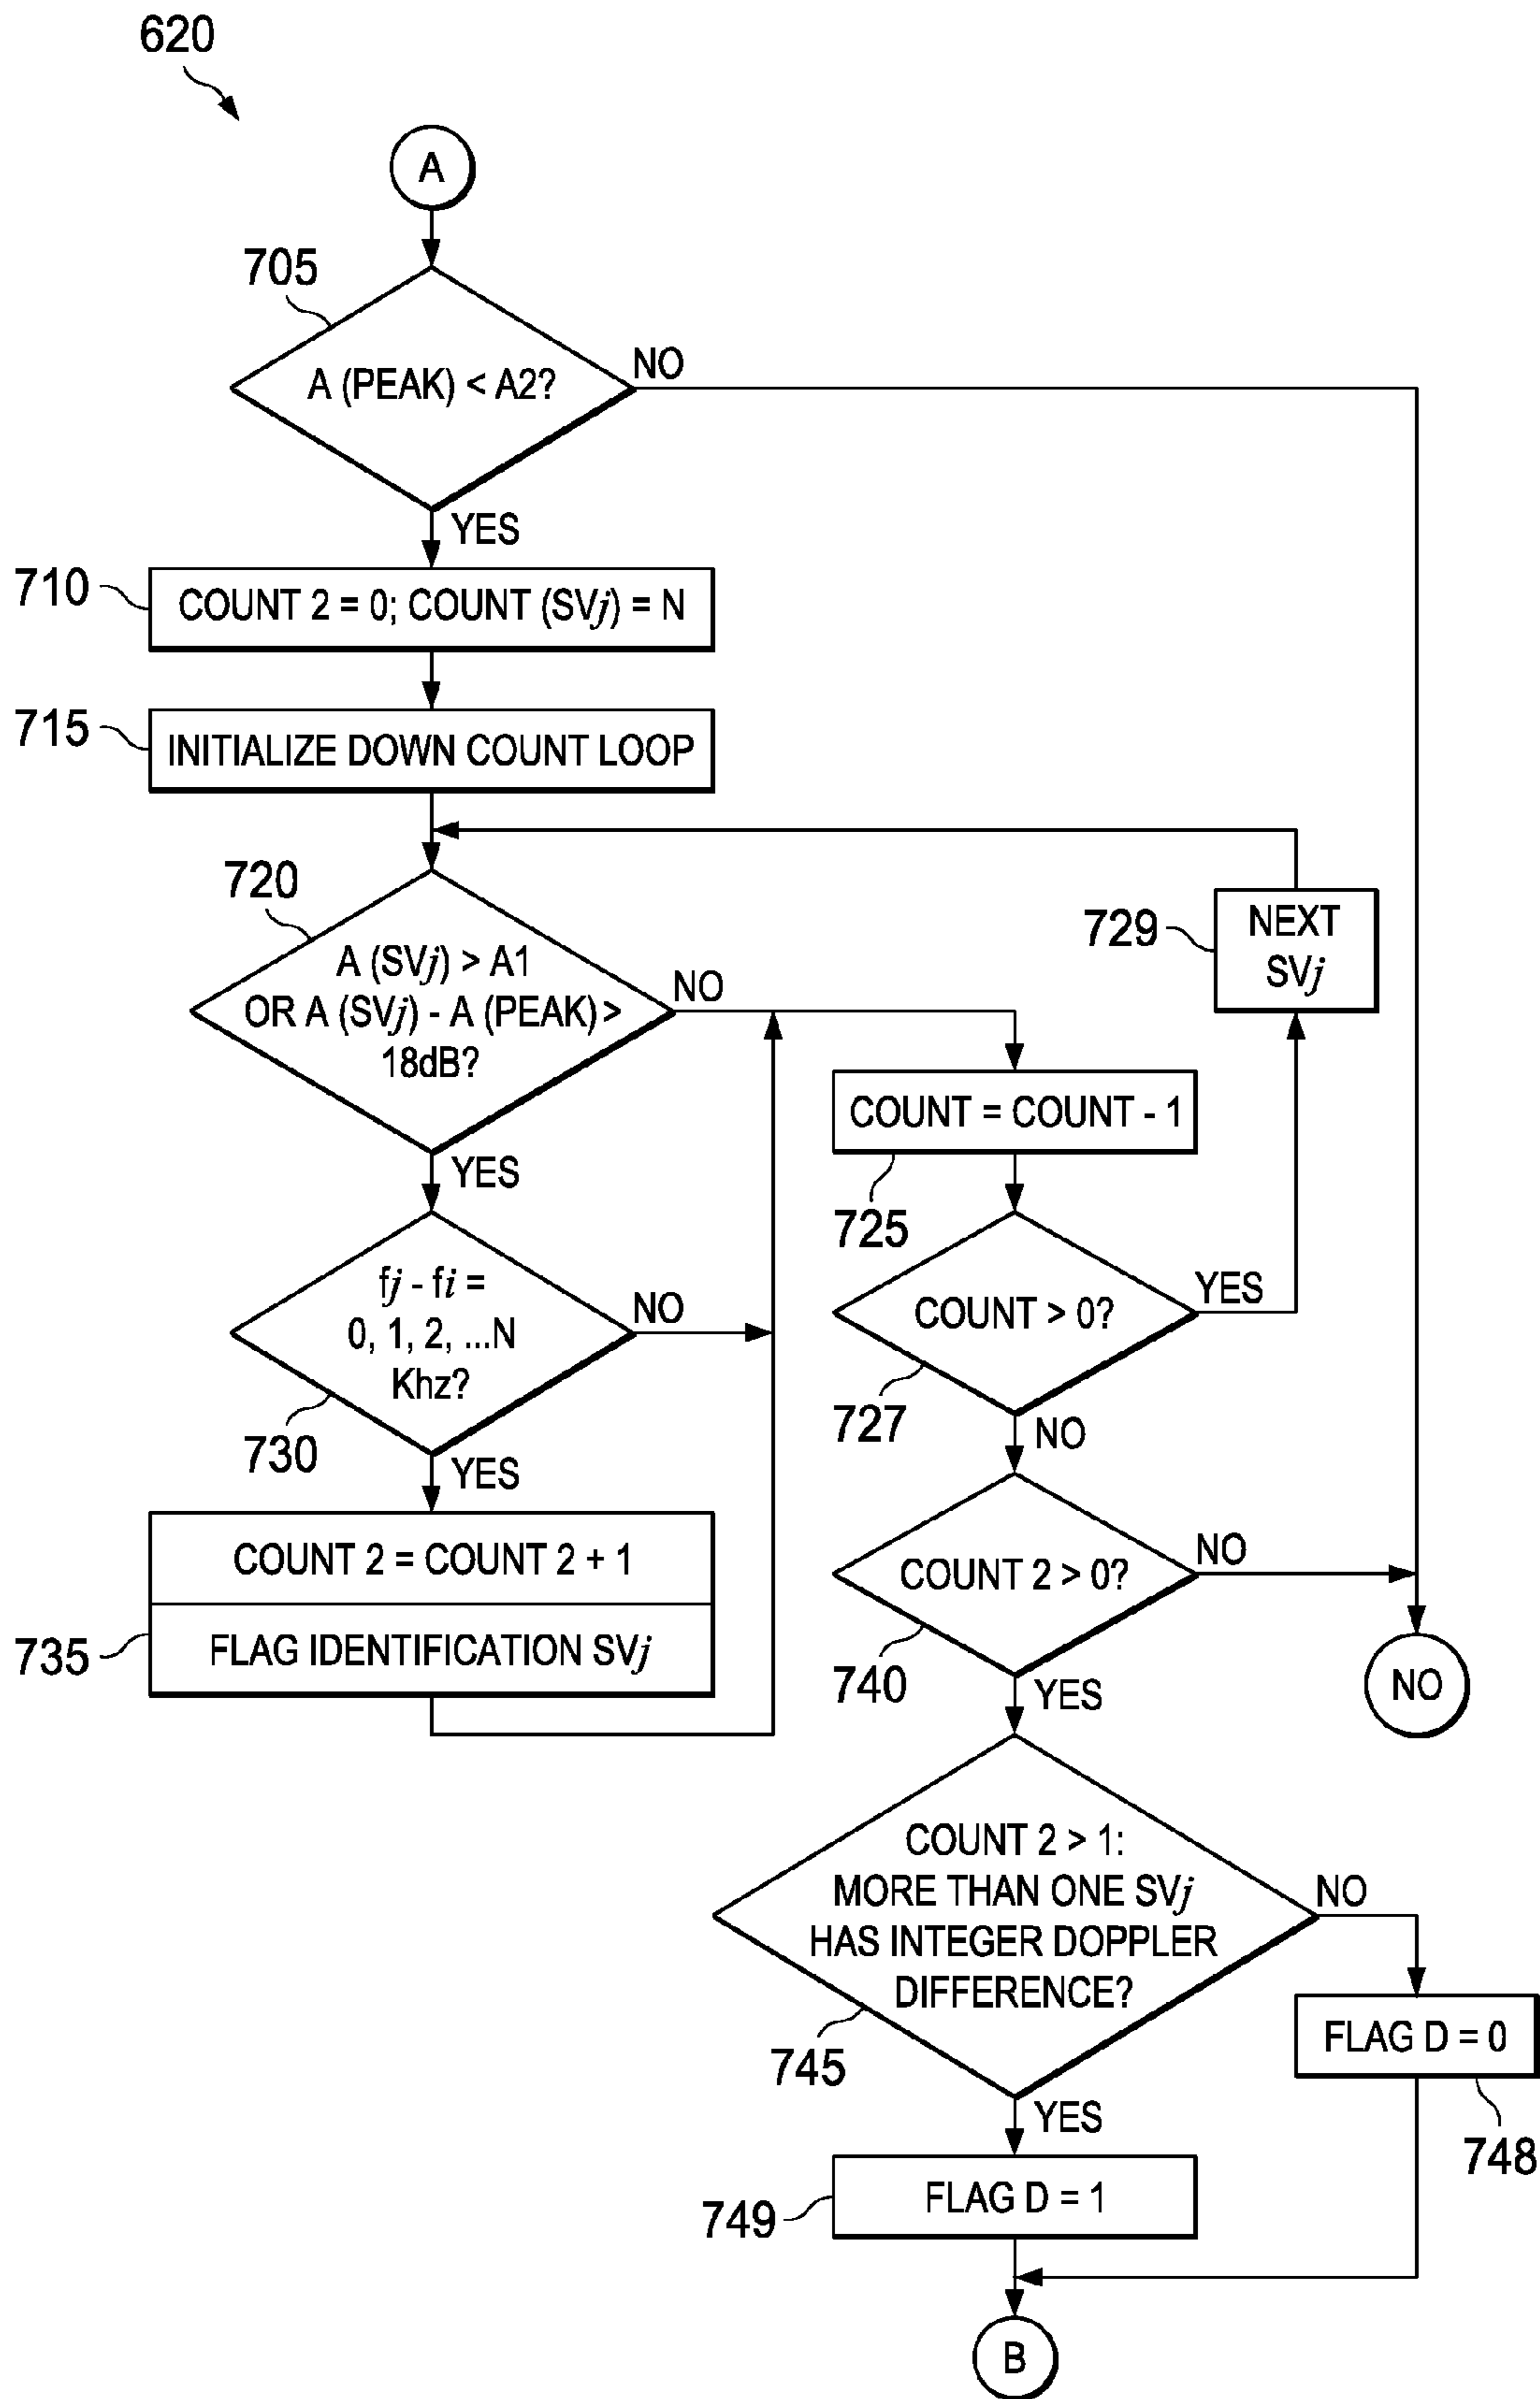 620
A
705
A (PEAK) < A2?
NO
YES
710
COUNT 2 = 0; COUNT (SVj) = N
715
INITIALIZE DOWN COUNT LOOP
720
A (SVj) > A1
OR A (SVj) - A (PEAK) >
18dB?
NO
YES
729
NEXT
SVj
COUNT = COUNT - 1
725
fj - fi =
0, 1, 2, ...N
Khz?
NO
730
YES
COUNT > 0?
YES
727
NO
COUNT 2 = COUNT 2 + 1
FLAG IDENTIFICATION SVj
735
COUNT 2 > 0?
NO
740
YES
NO
COUNT 2 > 1:
MORE THAN ONE SVj
HAS INTEGER DOPPLER
DIFFERENCE?
NO
745
YES
FLAG D = 0
748
749
FLAG D = 1
B